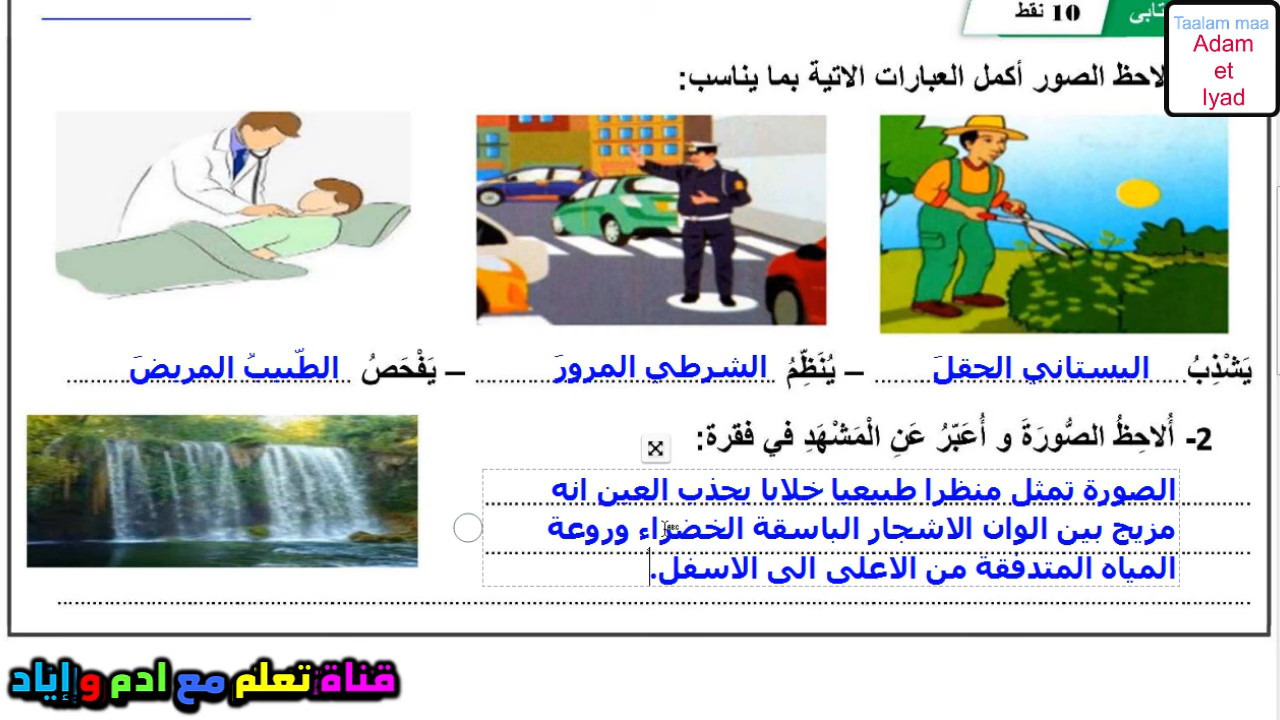 10 نقط
Taalam maa
Adam
et
Iyad
لاحظ الصور أكمل العبارات الاتية بما يناسب:
يَشْذِبُ البستاني الحقلَ – يُنَظِّمُ الشرطي المرورَ – يَفْحَصُ الطّبيبُ المريضَ
2- أُلاحِظُ الصُّورَةَ و أُعَبِّرُ عَنِ الْمَشْهَدِ في فقرة:
الصورة تمثل منظرا طبيعيا خلابا يجذب العين انه
مزيج بين الوان الاشجار الباسقة الخضراء وروعة
المياه المتدفقة من الاعلى الى الاسفل.
قناة تعلم مع ادم وإياد